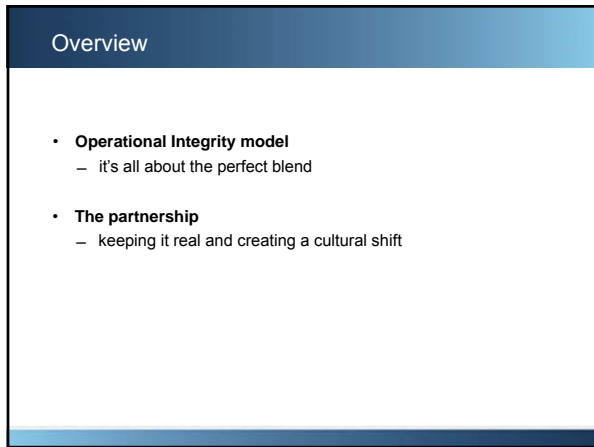 Overview
• Operational Integrity model
– it's all about the perfect blend
• The partnership
– keeping it real and creating a cultural shift